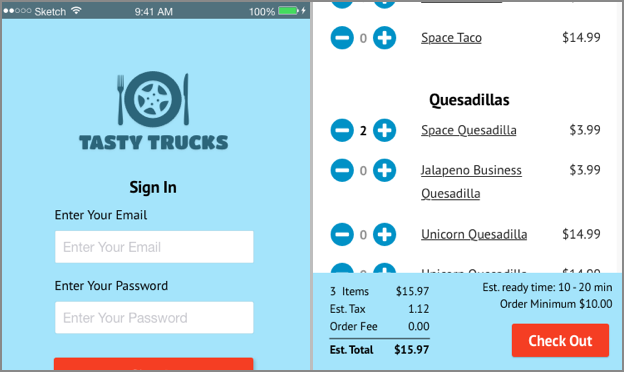 Sketch 9:41 AM 100%
TASTY TRUCKS
Sign In
Enter Your Email
Enter Your Email
Enter Your Password
Enter Your Password
0 Space Taco $14.99
Quesadillas
2 Space Quesadilla $3.99
0 Jalapeno Business $3.99
Quesadilla
0 Unicorn Quesadilla $14.99
Unicorn Quesadilla
3 Items $15.97
Est. Tax 1.12
Order Fee 0.00
Est. Total $15.97
Est. ready time: 10 - 20 min
Order Minimum $10.00
Check Out